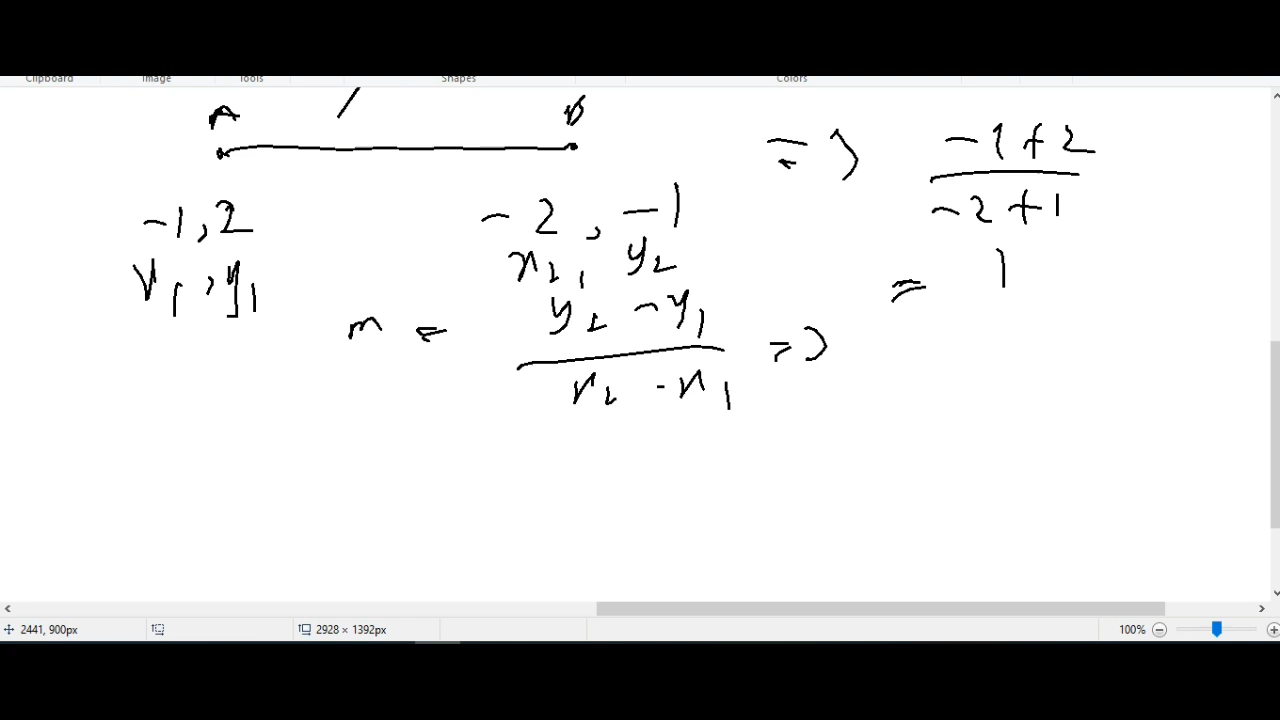 Clipboard Image Tools Shapes Colors
A B
=> -1+2
-2+1
-1,2 -2, -1
x1, y1 x2, y2
= 1
m = y2 - y1 =>
x2 - x1
2441, 900px 2928 × 1392px 100%